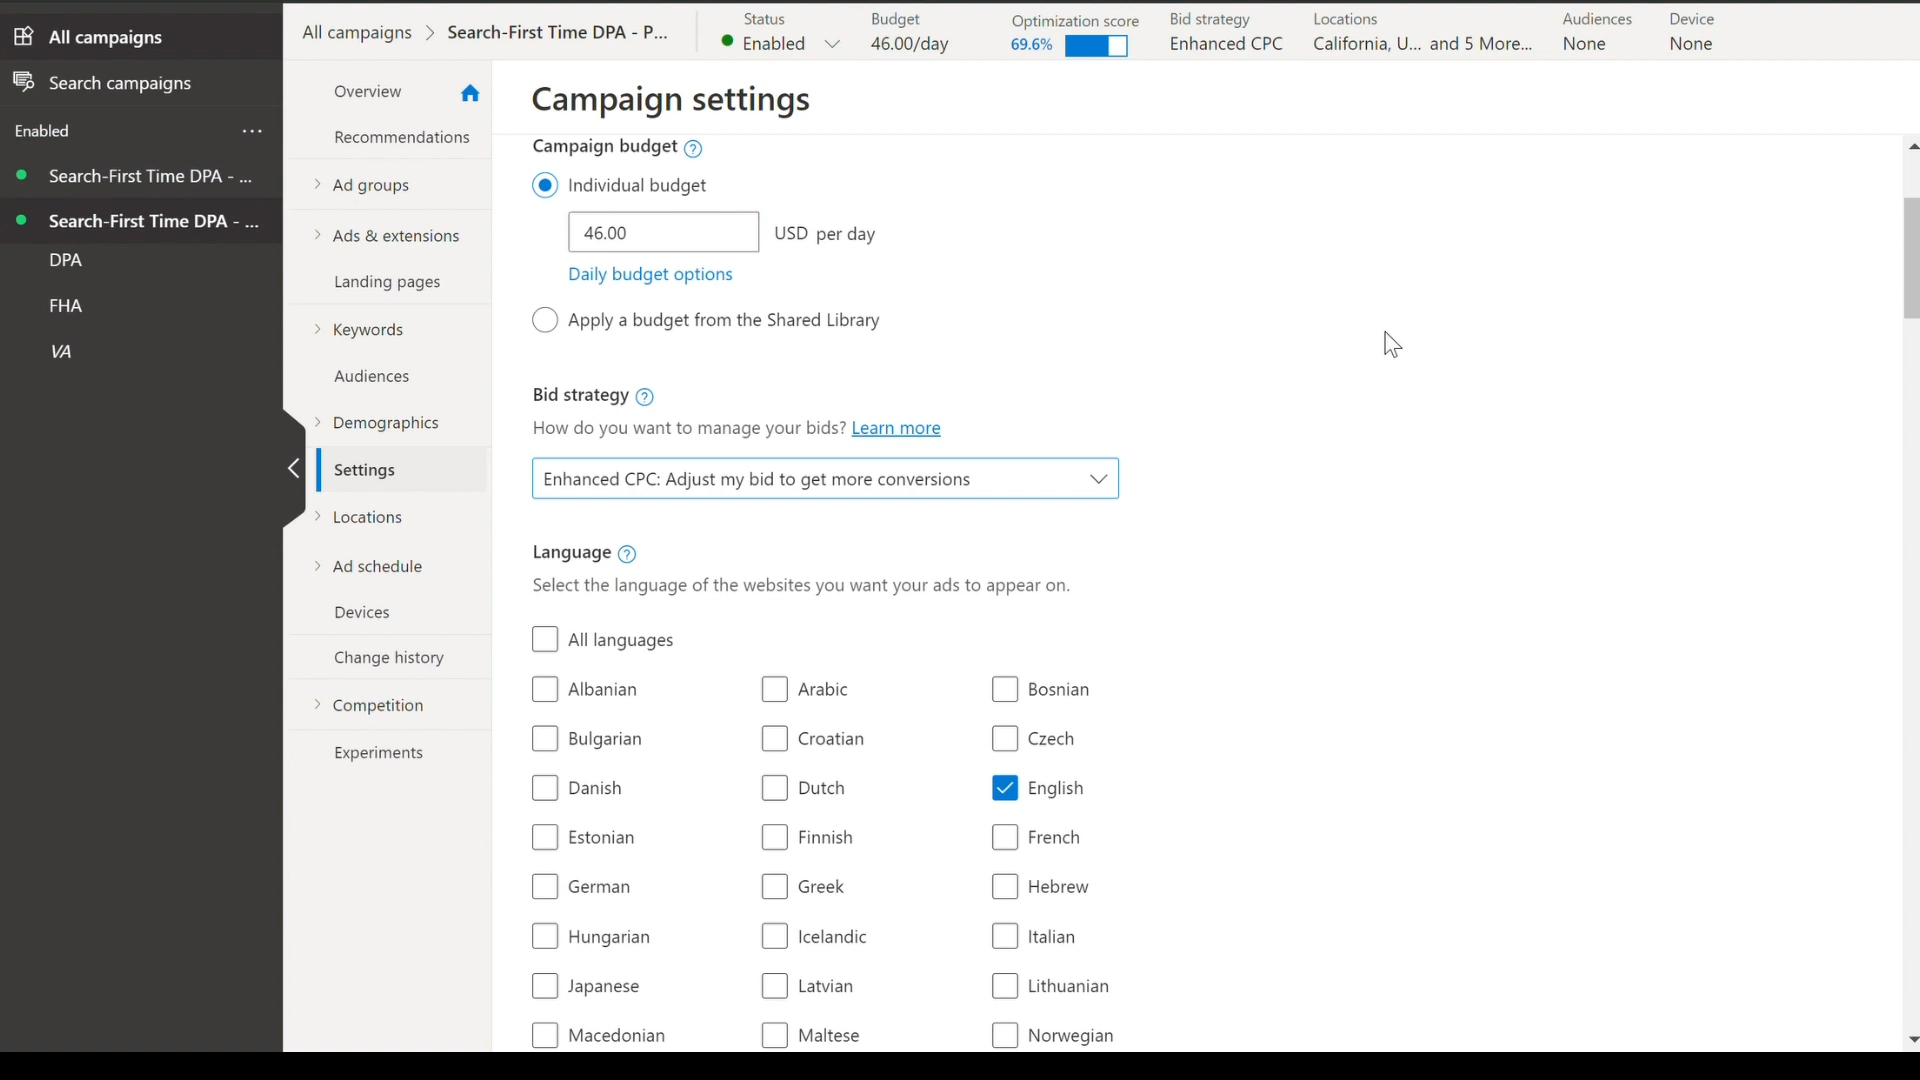 All campaigns
Search campaigns
Enabled
Search-First Time DPA - ...
Search-First Time DPA - ...
DPA
FHA
VA
All campaigns
Search-First Time DPA - P...
Status
Enabled
Budget
46.00/day
Optimization score
69.6%
Bid strategy
Enhanced CPC
Locations
California, U... and 5 More...
Audiences
None
Device
None
Overview
Recommendations
Ad groups
Ads & extensions
Landing pages
Keywords
Audiences
Demographics
Settings
Locations
Ad schedule
Devices
Change history
Competition
Experiments
Campaign settings
Campaign budget ?
Individual budget
46.00 USD per day
Daily budget options
Apply a budget from the Shared Library
Bid strategy ?
How do you want to manage your bids? Learn more
Enhanced CPC: Adjust my bid to get more conversions
Language ?
Select the language of the websites you want your ads to appear on.
All languages
Albanian Arabic Bosnian
Bulgarian Croatian Czech
Danish Dutch English
Estonian Finnish French
German Greek Hebrew
Hungarian Icelandic Italian
Japanese Latvian Lithuanian
Macedonian Maltese Norwegian